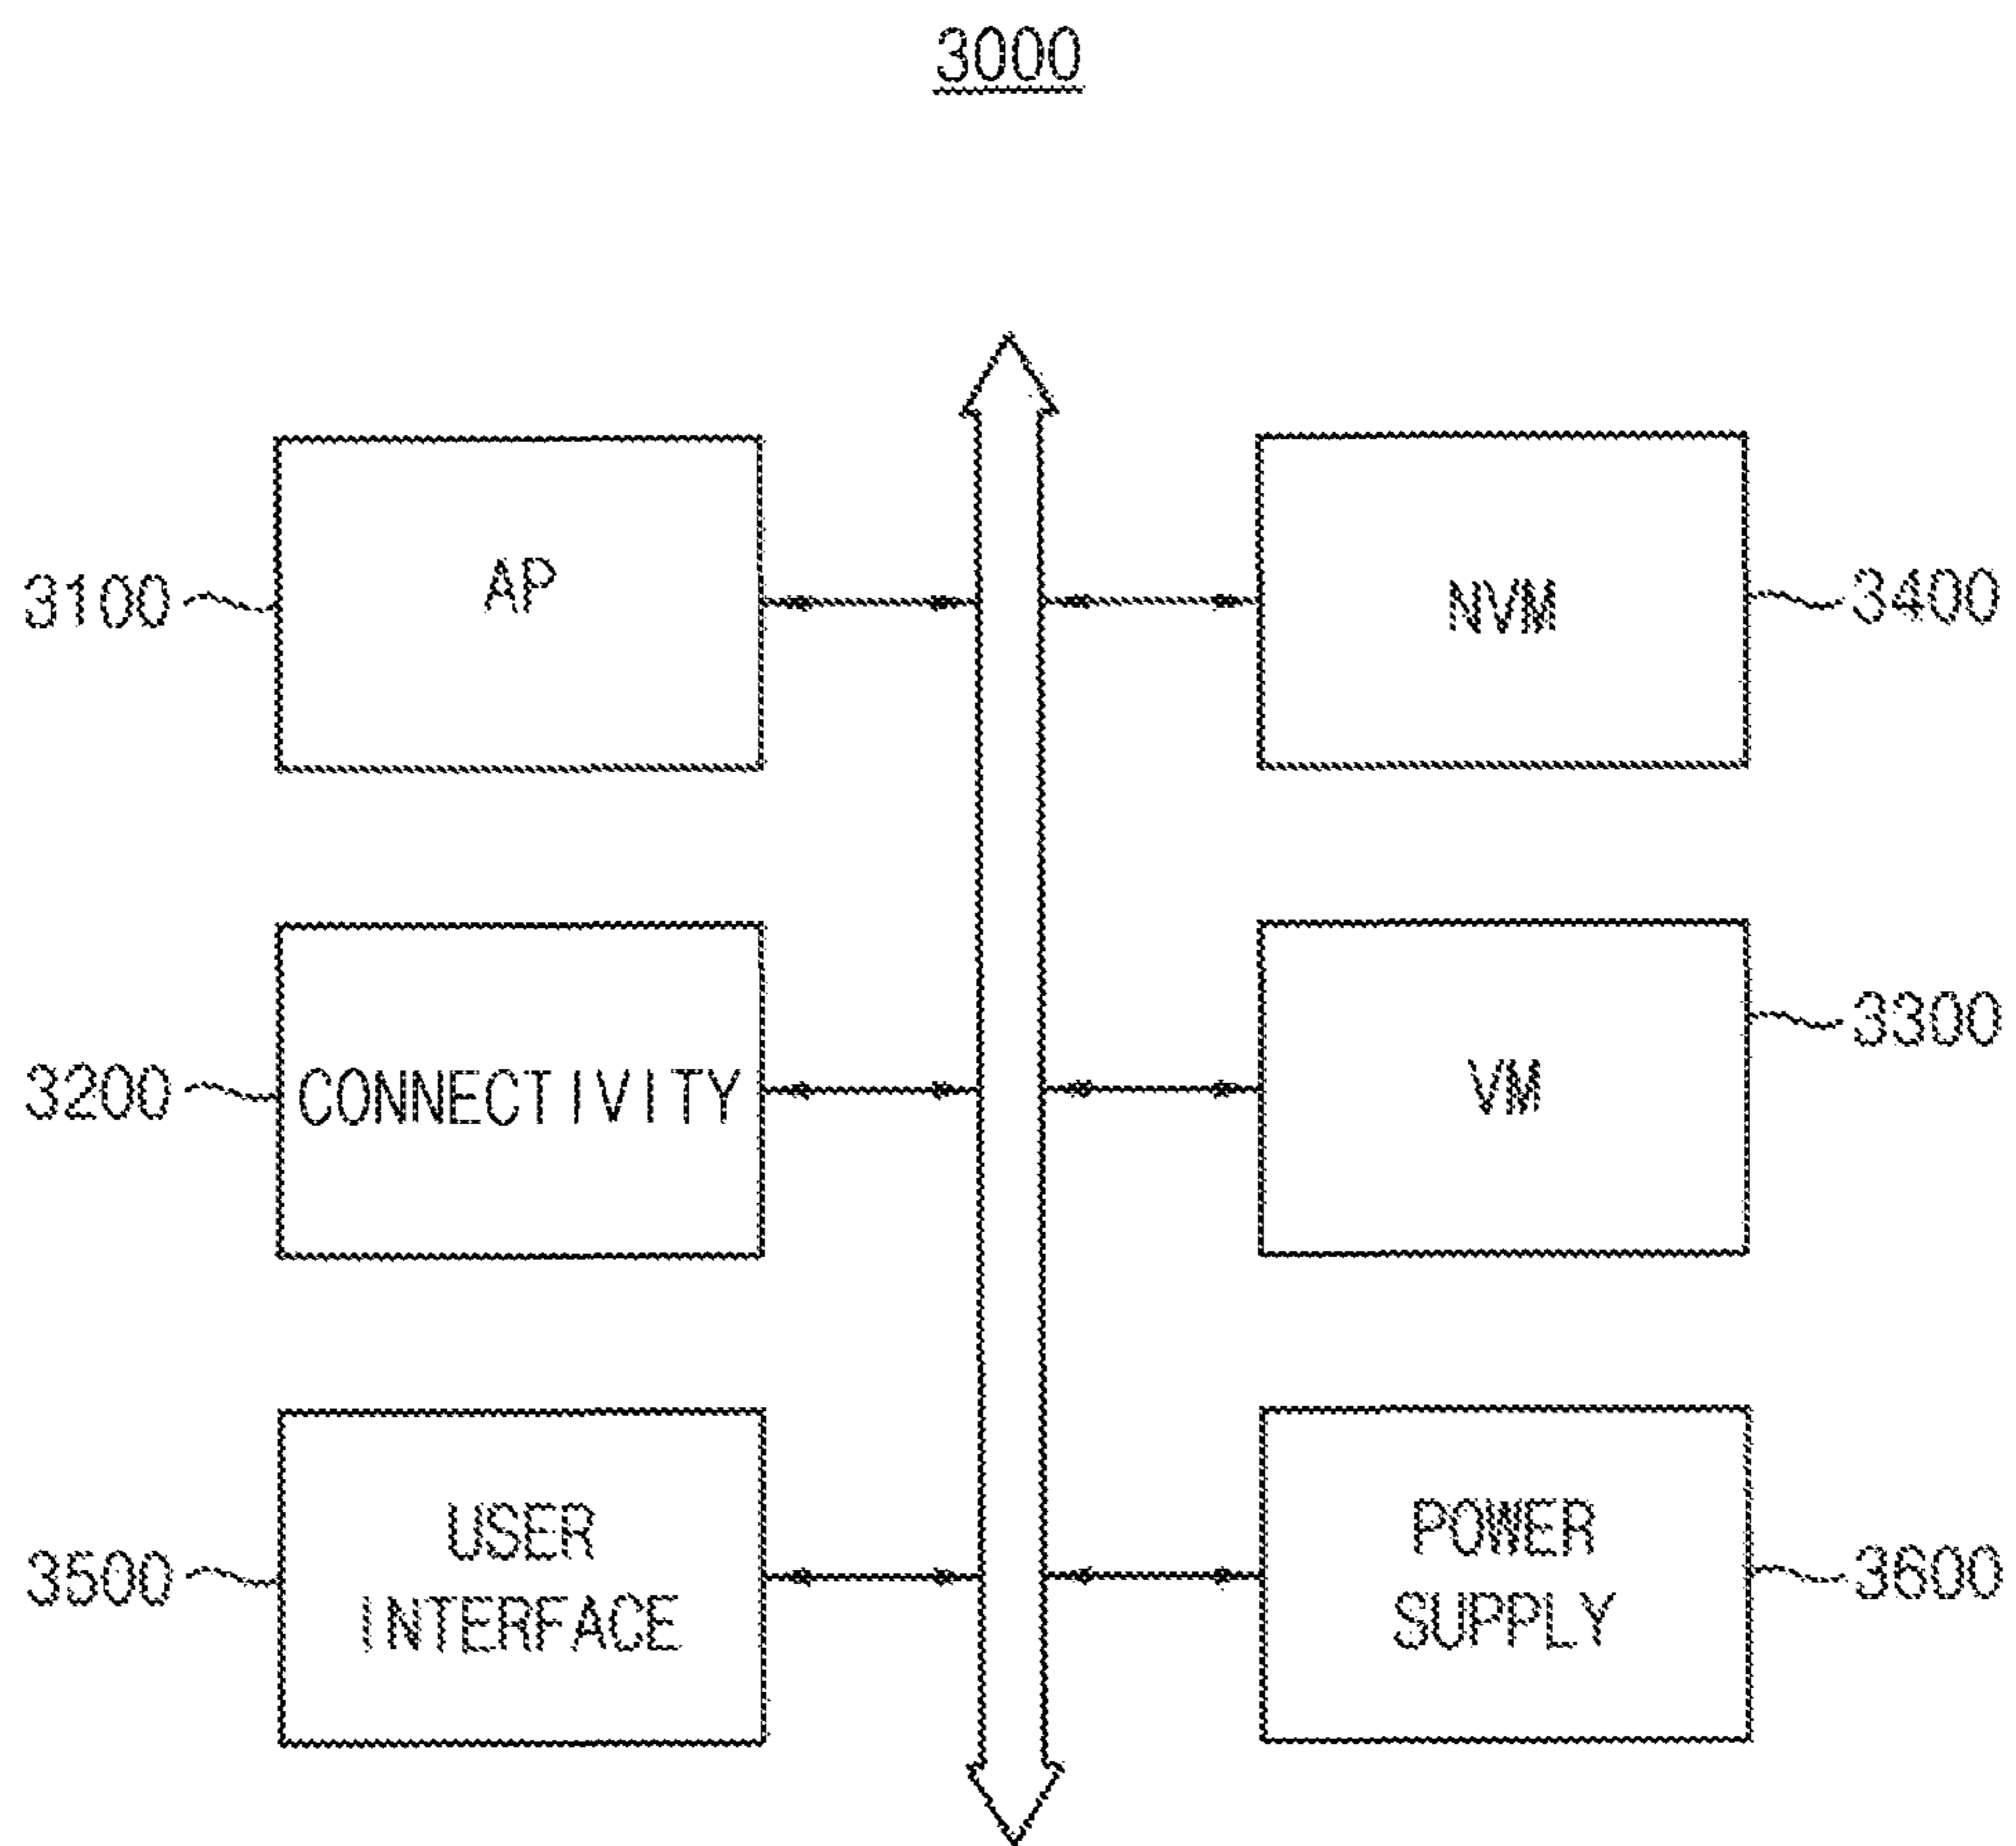 3000
3100
AP
NVM
3400
3200
CONNECTIVITY
VM
3300
3500
USER
INTERFACE
POWER
SUPPLY
3600